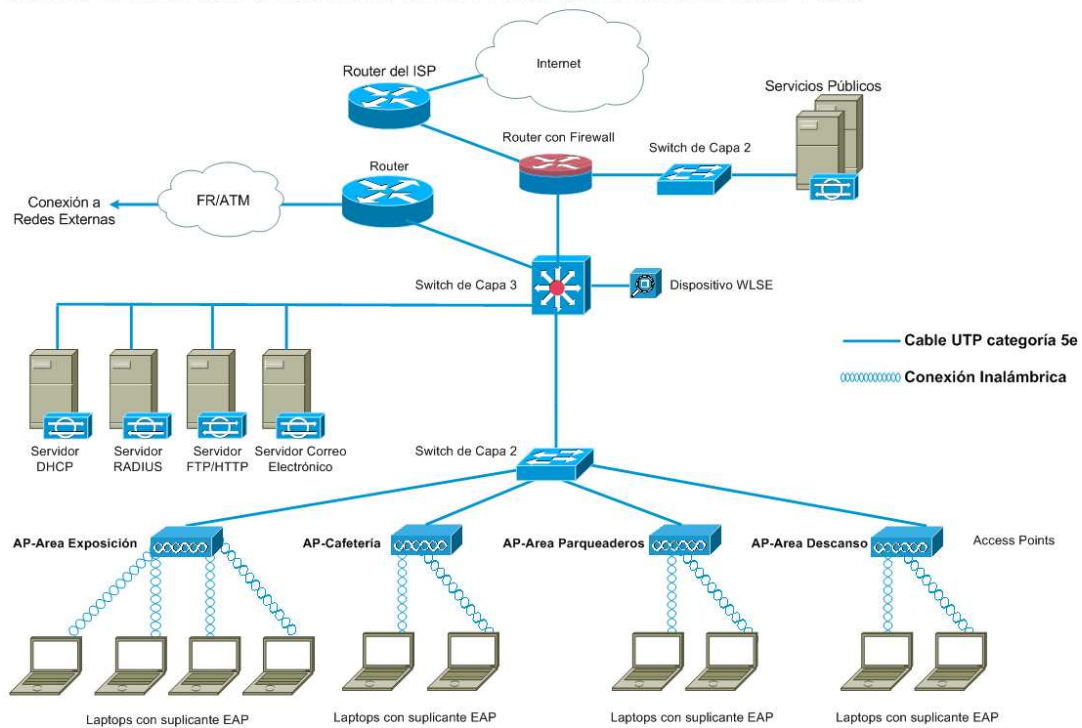 Internet
Router del ISP
Servicios Públicos
Router con Firewall
Switch de Capa 2
Router
FR/ATM
Conexión a
Redes Externas
Switch de Capa 3
Dispositivo WLSE
Cable UTP categoría 5e
Conexión Inalámbrica
Servidor
DHCP
Servidor
RADIUS
Servidor
FTP/HTTP
Servidor Correo
Electrónico
Switch de Capa 2
AP-Area Exposición
AP-Cafetería
AP-Area Parqueaderos
AP-Area Descanso
Access Points
Laptops con suplicante EAP
Laptops con suplicante EAP
Laptops con suplicante EAP
Laptops con suplicante EAP